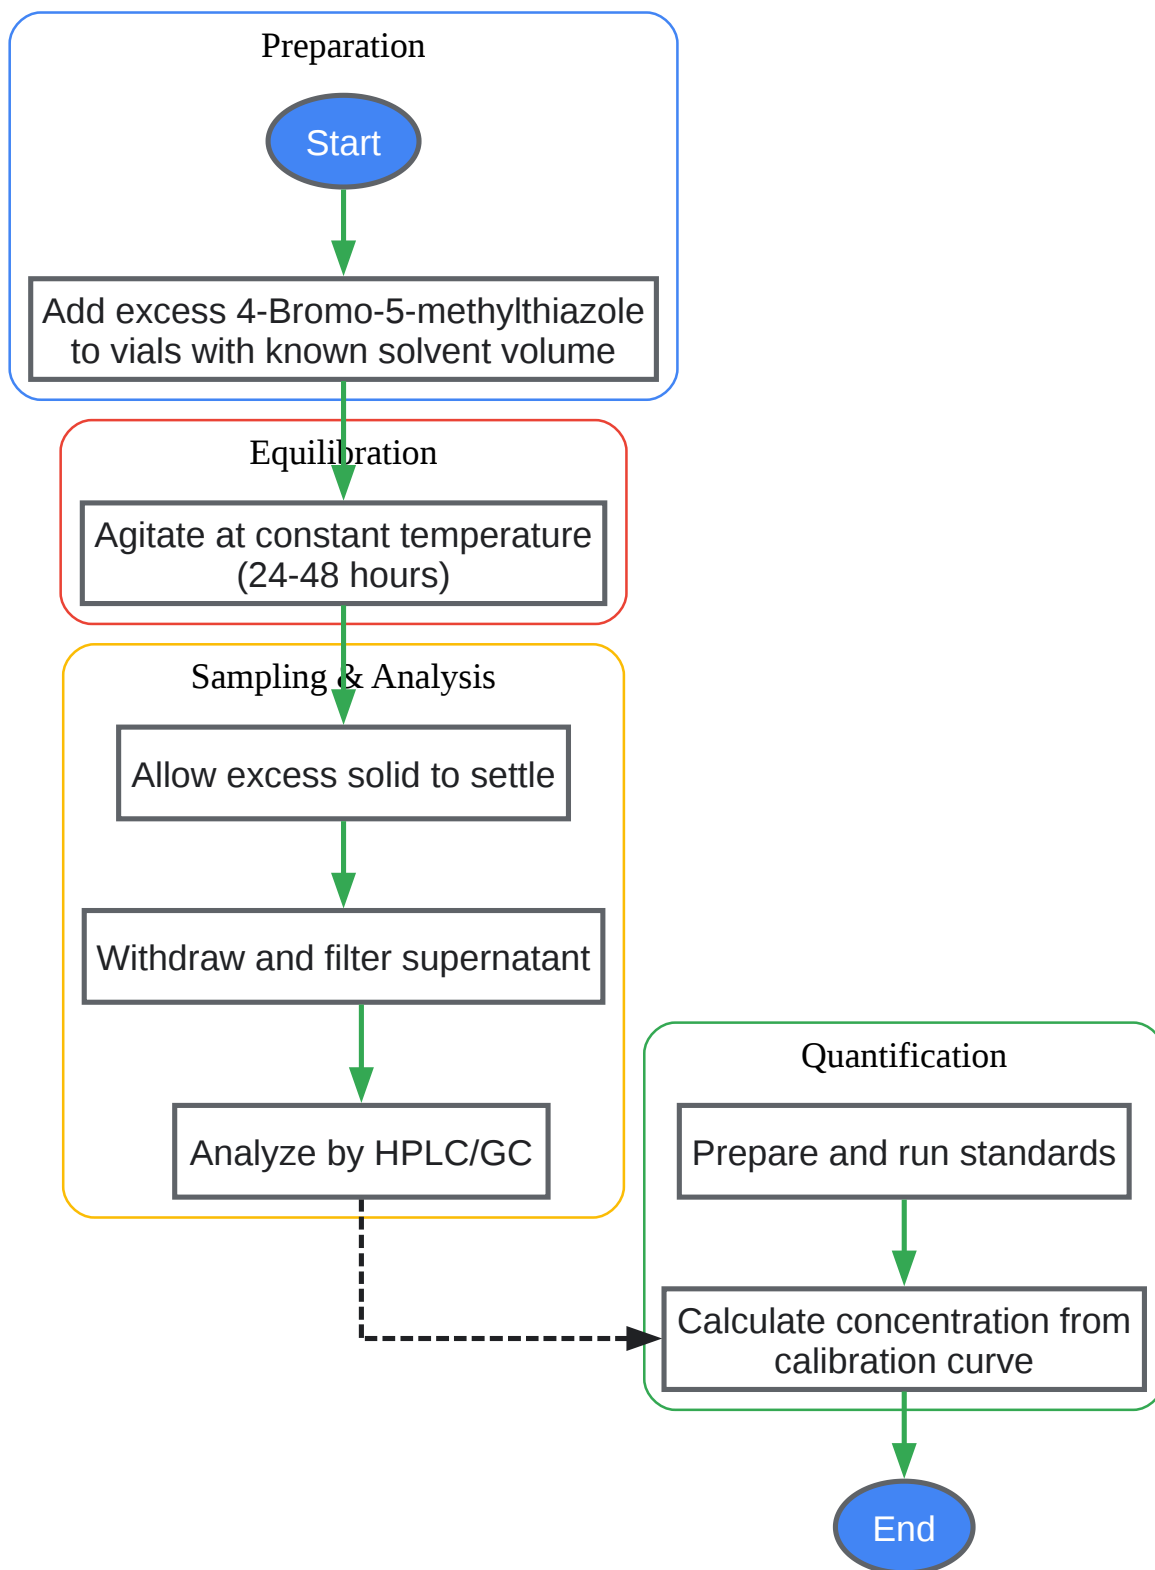 Preparation
Start
Add excess 4-Bromo-5-methylthiazole
to vials with known solvent volume
Equilibration
Agitate at constant temperature
(24-48 hours)
Sampling & Analysis
Allow excess solid to settle
Withdraw and filter supernatant
Analyze by HPLC/GC
Quantification
Prepare and run standards
Calculate concentration from
calibration curve
End